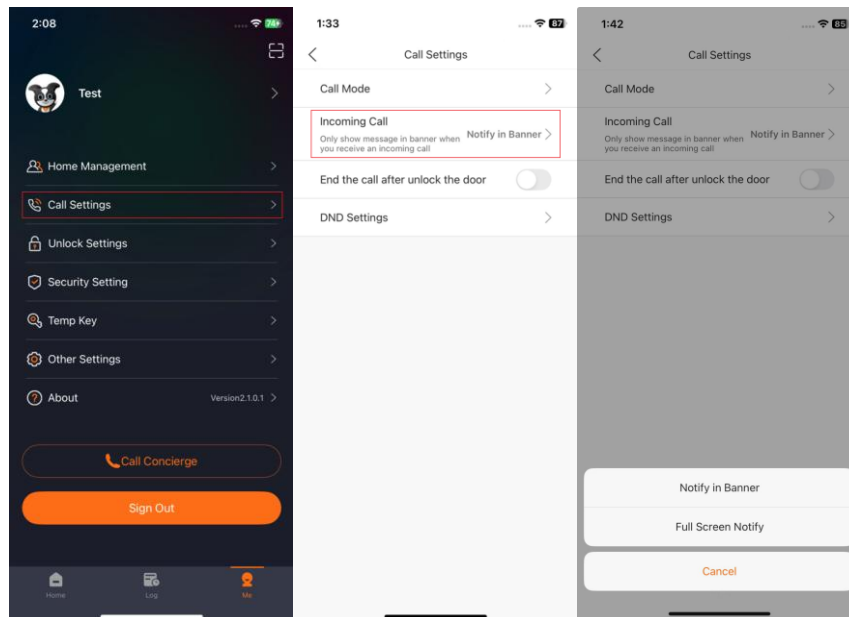 2:08
74
Test
Home Management
Call Settings
Unlock Settings
Security Setting
Temp Key
Other Settings
About
Version2.1.0.1
Call Concierge
Sign Out
Home
Log
Me
1:33
87
Call Settings
Call Mode
Incoming Call
Only show message in banner when
you receive an incoming call
Notify in Banner
End the call after unlock the door
DND Settings
1:42
85
Call Settings
Call Mode
Incoming Call
Only show message in banner when
you receive an incoming call
Notify in Banner
End the call after unlock the door
DND Settings
Notify in Banner
Full Screen Notify
Cancel